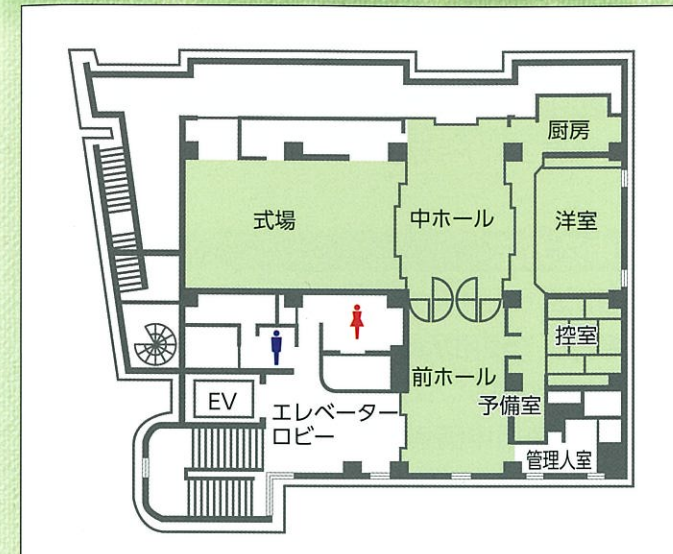 厨房
式場
中ホール
洋室
控室
前ホール
予備室
EV
エレベーター
ロビー
管理人室